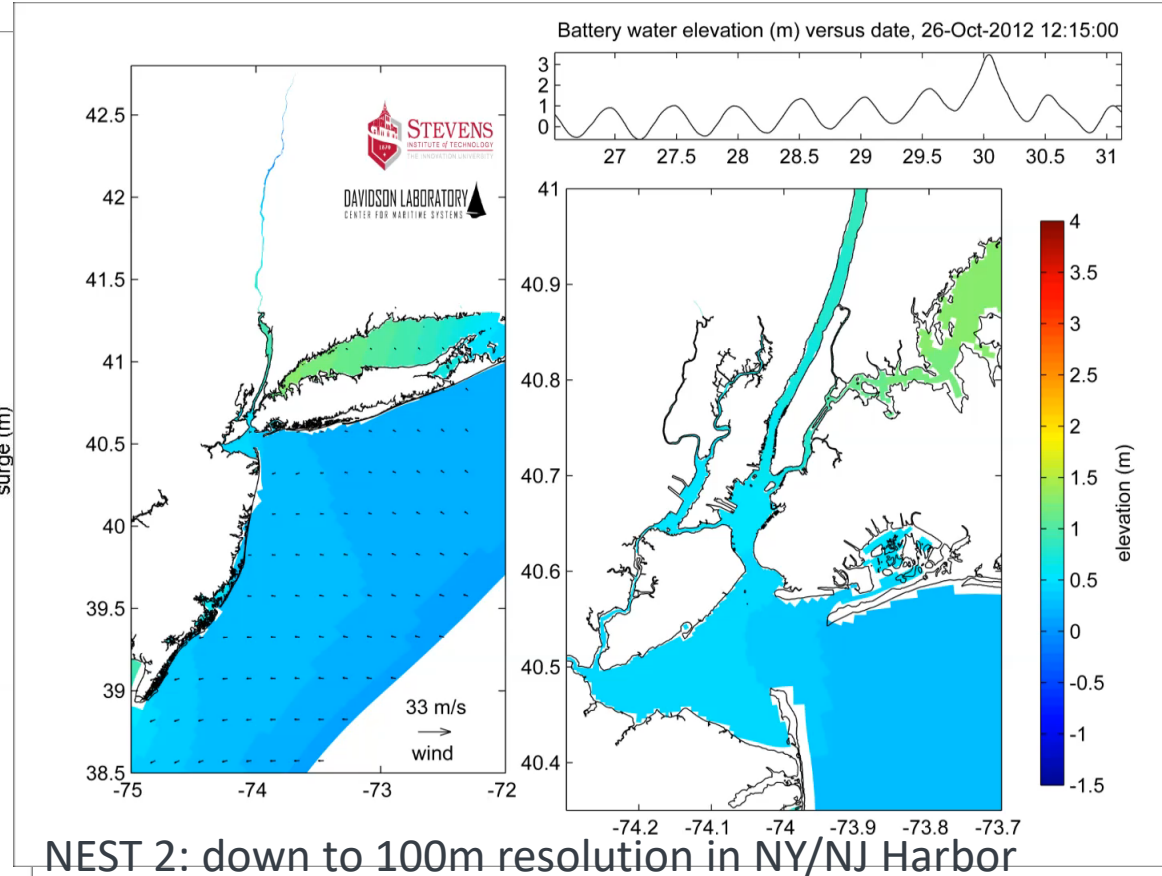 Battery water elevation (m) versus date, 26-Oct-2012 12:15:00
3
2
1
0
27 27.5 28 28.5 29 29.5 30 30.5 31
surge (m)
42.5
42
41.5
41
40.5
40
39.5
39
38.5
-75 -74 -73 -72
STEVENS
INSTITUTE of TECHNOLOGY
THE INNOVATION UNIVERSITY
1870
DAVIDSON LABORATORY
CENTER FOR MARITIME SYSTEMS
33 m/s
wind
41
40.9
40.8
40.7
40.6
40.5
40.4
-74.2 -74.1 -74 -73.9 -73.8 -73.7
4
3.5
3
2.5
2
1.5
1
0.5
0
-0.5
-1
-1.5
elevation (m)
NEST 2: down to 100m resolution in NY/NJ Harbor